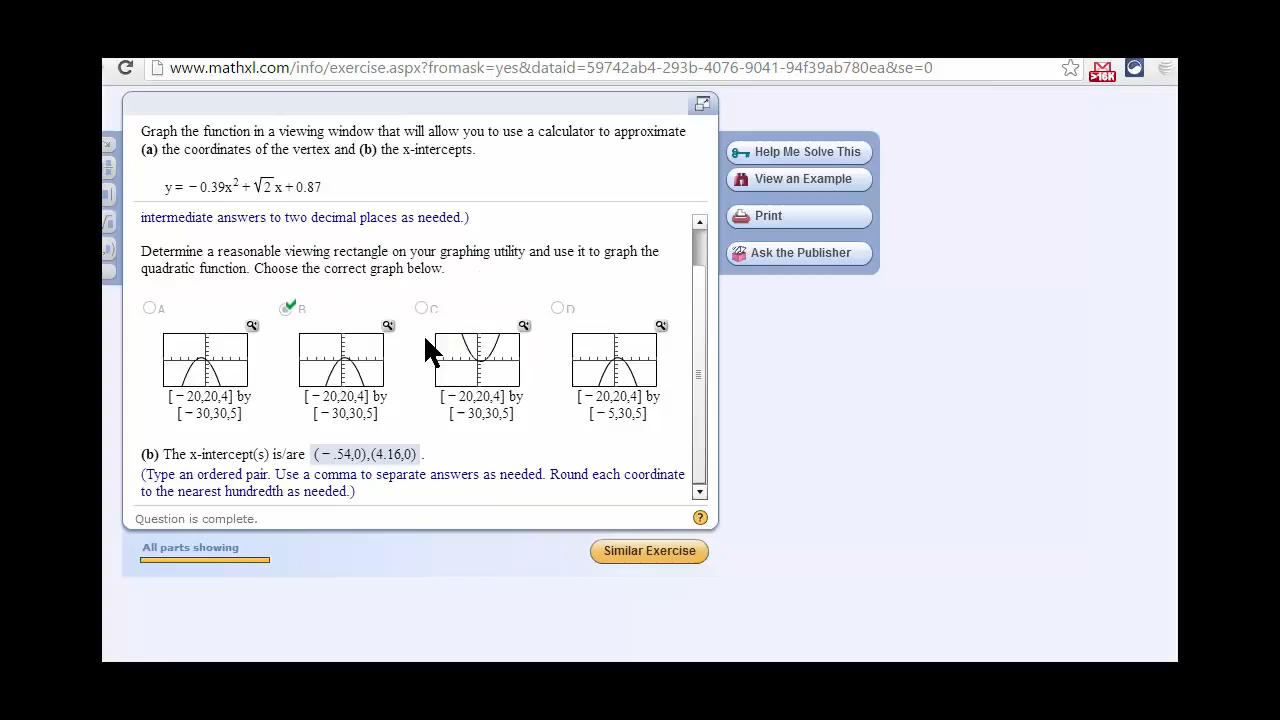 www.mathxl.com/info/exercise.aspx?fromask=yes&dataid=59742ab4-293b-4076-9041-94f39ab780ea&se=0
>16K
Graph the function in a viewing window that will allow you to use a calculator to approximate
(a) the coordinates of the vertex and (b) the x-intercepts.
y = − 0.39x² + √2 x + 0.87
intermediate answers to two decimal places as needed.)
Determine a reasonable viewing rectangle on your graphing utility and use it to graph the
quadratic function. Choose the correct graph below.
A B C D
[ − 20,20,4] by [ − 20,20,4] by [ − 20,20,4] by [ − 20,20,4] by
[ − 30,30,5] [ − 30,30,5] [ − 30,30,5] [ − 5,30,5]
(b) The x-intercept(s) is/are ( − .54,0),(4.16,0) .
(Type an ordered pair. Use a comma to separate answers as needed. Round each coordinate
to the nearest hundredth as needed.)
Question is complete.
?
All parts showing
Similar Exercise
Help Me Solve This
View an Example
Print
Ask the Publisher